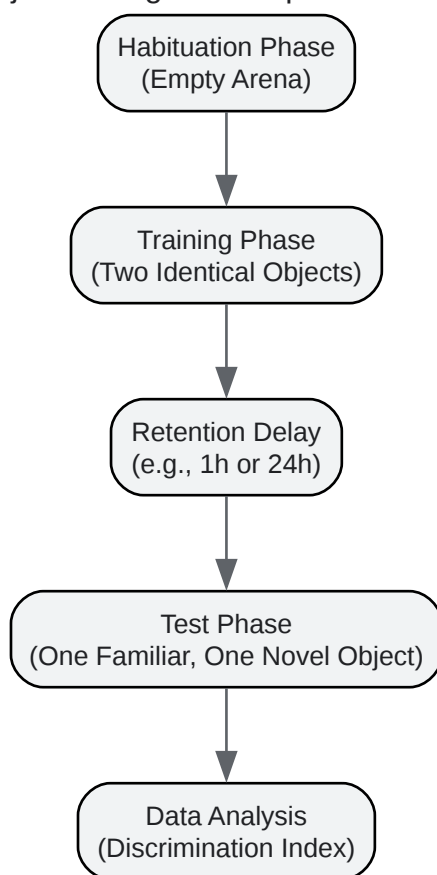 Habituation Phase
(Empty Arena)
Training Phase
(Two Identical Objects)
Retention Delay
(e.g., 1h or 24h)
Test Phase
(One Familiar, One Novel Object)
Data Analysis
(Discrimination Index)